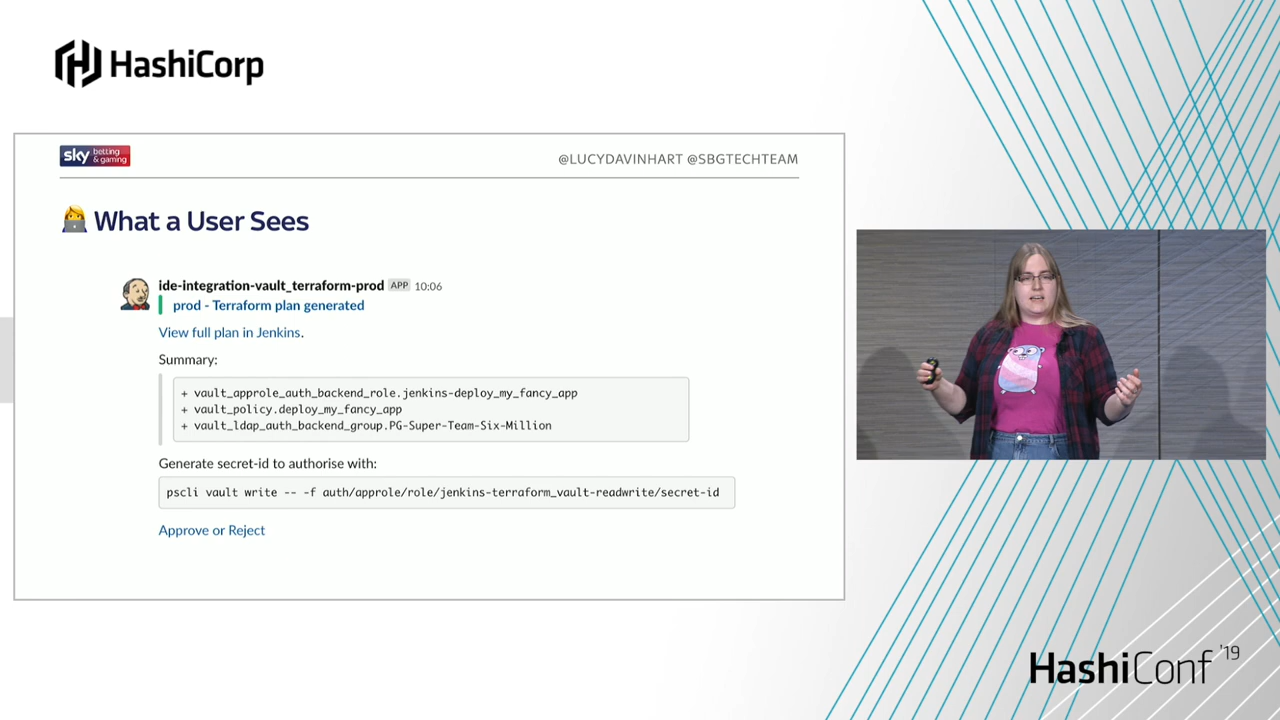 HashiCorp
sky betting & gaming
@LUCYDAVINHART @SBGTECHTEAM
What a User Sees
ide-integration-vault_terraform-prod APP 10:06
prod - Terraform plan generated
View full plan in Jenkins.
Summary:
+ vault_approle_auth_backend_role.jenkins-deploy_my_fancy_app
+ vault_policy.deploy_my_fancy_app
+ vault_ldap_auth_backend_group.PG-Super-Team-Six-Million
Generate secret-id to authorise with:
pscli vault write -- -f auth/approle/role/jenkins-terraform_vault-readwrite/secret-id
Approve or Reject
HashiConf '19